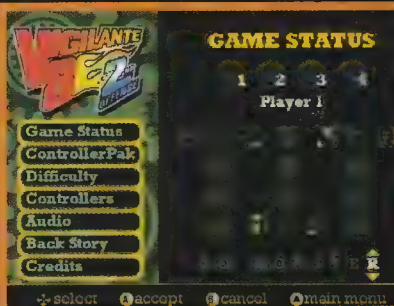 VIGILANTE
8
2nd
OFFENSE
GAME STATUS
1 2 3 4
Player 1
Game Status
ControllerPak
Difficulty
Controllers
Audio
Back Story
Credits
E R
select A accept B cancel main menu